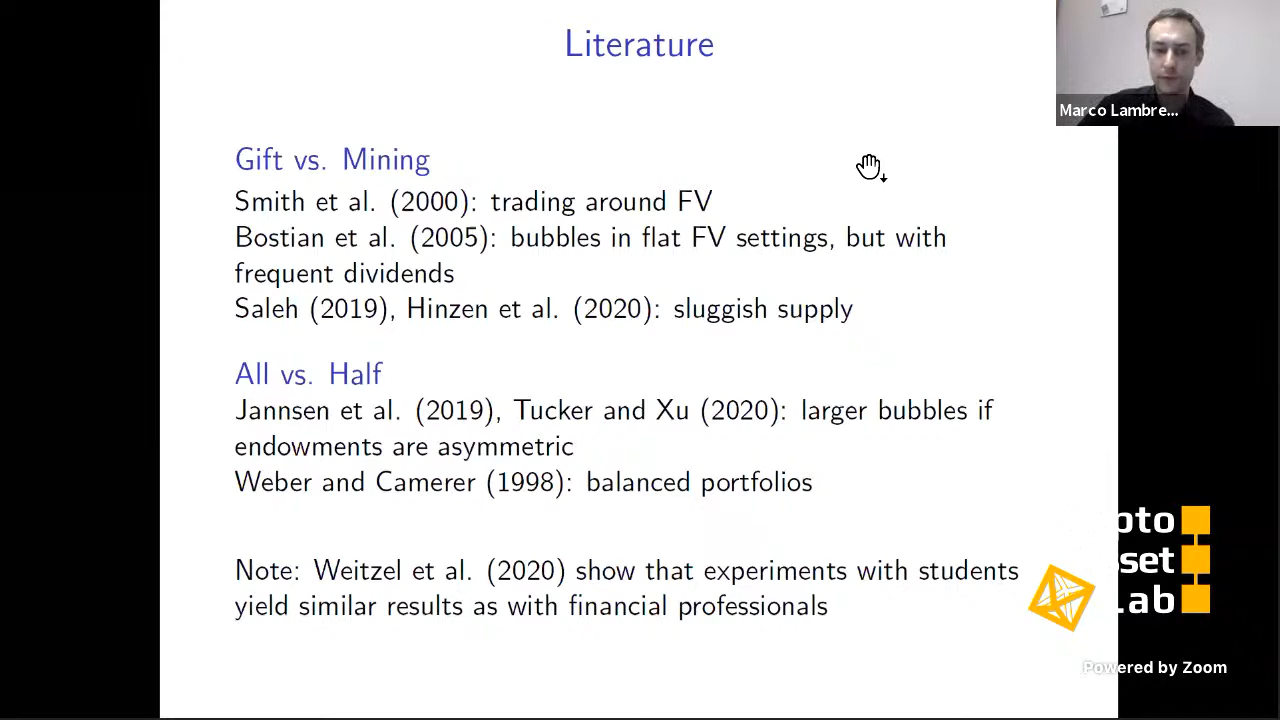 Literature
Marco Lambre...
Gift vs. Mining
Smith et al. (2000): trading around FV
Bostian et al. (2005): bubbles in flat FV settings, but with
frequent dividends
Saleh (2019), Hinzen et al. (2020): sluggish supply
All vs. Half
Jannsen et al. (2019), Tucker and Xu (2020): larger bubbles if
endowments are asymmetric
Weber and Camerer (1998): balanced portfolios
Note: Weitzel et al. (2020) show that experiments with students
yield similar results as with financial professionals
pto
sset
Lab
Powered by Zoom